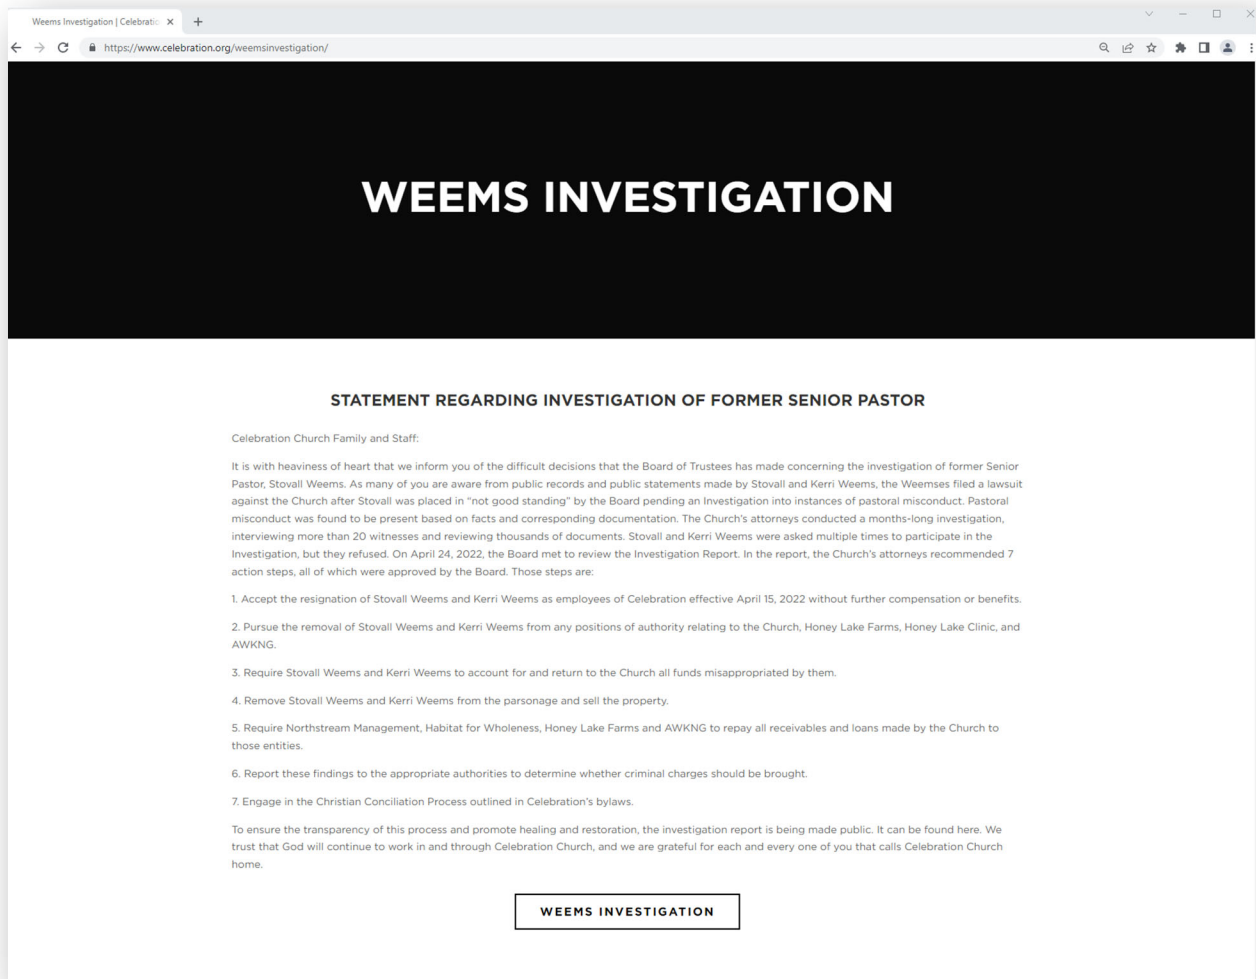 Weems Investigation | Celebratio
https://www.celebration.org/weemsinvestigation/
WEEMS INVESTIGATION
STATEMENT REGARDING INVESTIGATION OF FORMER SENIOR PASTOR
Celebration Church Family and Staff:
It is with heaviness of heart that we inform you of the difficult decisions that the Board of Trustees has made concerning the investigation of former Senior
Pastor, Stovall Weems. As many of you are aware from public records and public statements made by Stovall and Kerri Weems, the Weemses filed a lawsuit
against the Church after Stovall was placed in “not good standing” by the Board pending an Investigation into instances of pastoral misconduct. Pastoral
misconduct was found to be present based on facts and corresponding documentation. The Church’s attorneys conducted a months-long investigation,
interviewing more than 20 witnesses and reviewing thousands of documents. Stovall and Kerri Weems were asked multiple times to participate in the
Investigation, but they refused. On April 24, 2022, the Board met to review the Investigation Report. In the report, the Church’s attorneys recommended 7
action steps, all of which were approved by the Board. Those steps are:
1. Accept the resignation of Stovall Weems and Kerri Weems as employees of Celebration effective April 15, 2022 without further compensation or benefits.
2. Pursue the removal of Stovall Weems and Kerri Weems from any positions of authority relating to the Church, Honey Lake Farms, Honey Lake Clinic, and
AWKNG.
3. Require Stovall Weems and Kerri Weems to account for and return to the Church all funds misappropriated by them.
4. Remove Stovall Weems and Kerri Weems from the parsonage and sell the property.
5. Require Northstream Management, Habitat for Wholeness, Honey Lake Farms and AWKNG to repay all receivables and loans made by the Church to
those entities.
6. Report these findings to the appropriate authorities to determine whether criminal charges should be brought.
7. Engage in the Christian Conciliation Process outlined in Celebration’s bylaws.
To ensure the transparency of this process and promote healing and restoration, the investigation report is being made public. It can be found here. We
trust that God will continue to work in and through Celebration Church, and we are grateful for each and every one of you that calls Celebration Church
home.
WEEMS INVESTIGATION